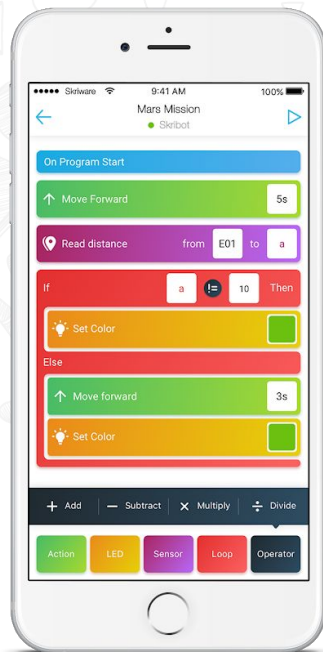 Skriware 9:41 AM 100%
Mars Mission
Skribot
On Program Start
Move Forward 5s
Read distance from E01 to a
If a != 10 Then
Set Color
Else
Move forward 3s
Set Color
+ Add − Subtract × Multiply ÷ Divide
Action LED Sensor Loop Operator